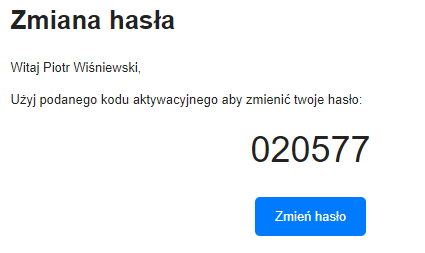 Zmiana hasła
Witaj Piotr Wiśniewski,
Użyj podanego kodu aktywacyjnego aby zmienić twoje hasło:
020577
Zmień hasło